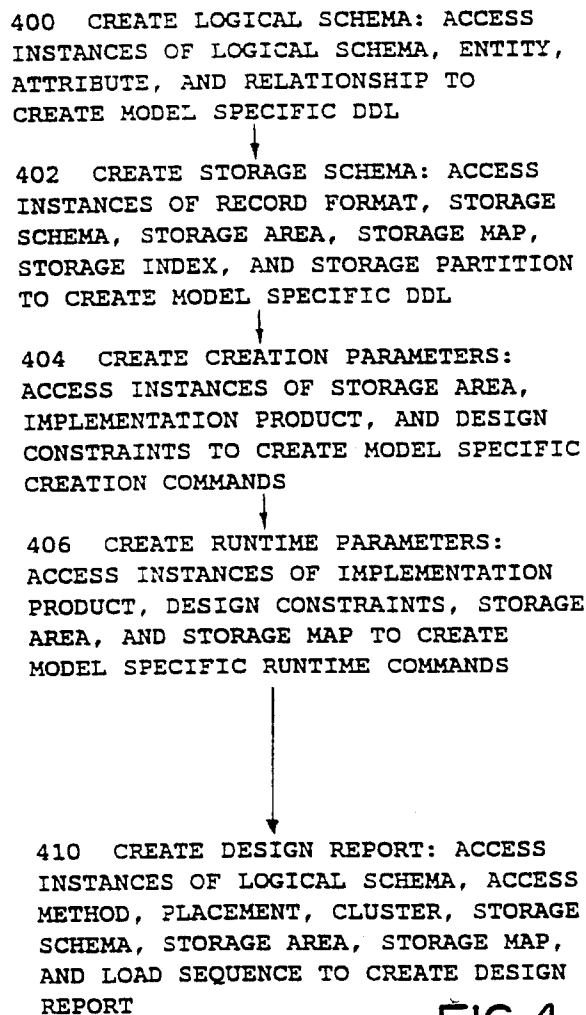 400 CREATE LOGICAL SCHEMA: ACCESS
INSTANCES OF LOGICAL SCHEMA, ENTITY,
ATTRIBUTE, AND RELATIONSHIP TO
CREATE MODEL SPECIFIC DDL
402 CREATE STORAGE SCHEMA: ACCESS
INSTANCES OF RECORD FORMAT, STORAGE
SCHEMA, STORAGE AREA, STORAGE MAP,
STORAGE INDEX, AND STORAGE PARTITION
TO CREATE MODEL SPECIFIC DDL
404 CREATE CREATION PARAMETERS:
ACCESS INSTANCES OF STORAGE AREA,
IMPLEMENTATION PRODUCT, AND DESIGN
CONSTRAINTS TO CREATE MODEL SPECIFIC
CREATION COMMANDS
406 CREATE RUNTIME PARAMETERS:
ACCESS INSTANCES OF IMPLEMENTATION
PRODUCT, DESIGN CONSTRAINTS, STORAGE
AREA, AND STORAGE MAP TO CREATE
MODEL SPECIFIC RUNTIME COMMANDS
410 CREATE DESIGN REPORT: ACCESS
INSTANCES OF LOGICAL SCHEMA, ACCESS
METHOD, PLACEMENT, CLUSTER, STORAGE
SCHEMA, STORAGE AREA, STORAGE MAP,
AND LOAD SEQUENCE TO CREATE DESIGN
REPORT
FIG. 4